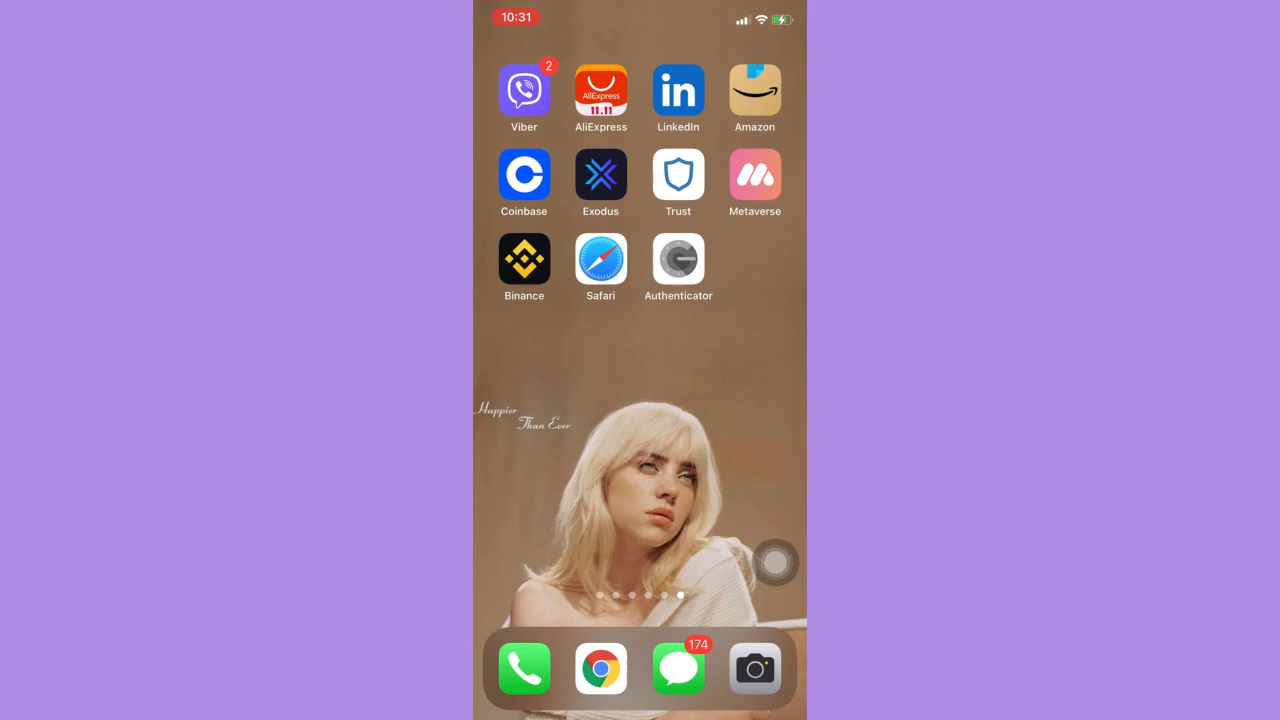 10:31
2
AliExpress
11.11
in
Viber
AliExpress
LinkedIn
Amazon
Coinbase
Exodus
Trust
Metaverse
Binance
Safari
Authenticator
Happier
Than Ever
174